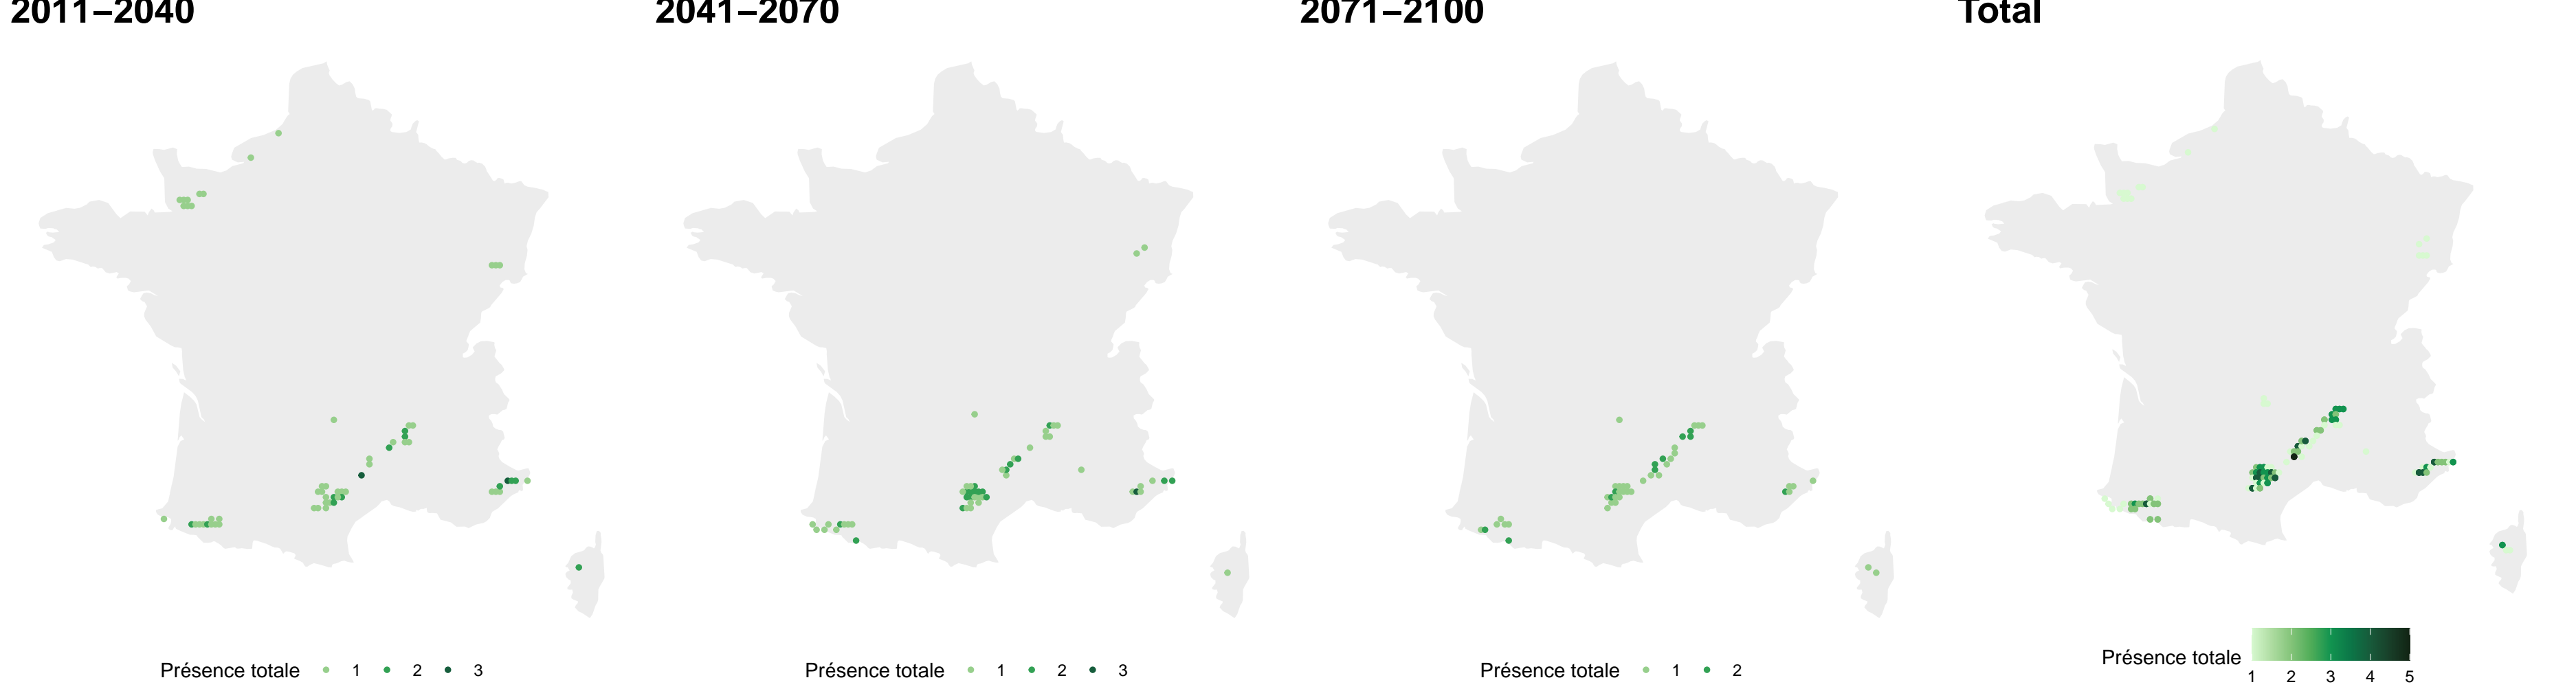 2011–2040
2041–2070
2071–2100
Total
Présence totale 1 2 3
Présence totale 1 2 3
Présence totale 1 2
Présence totale
1 2 3 4 5